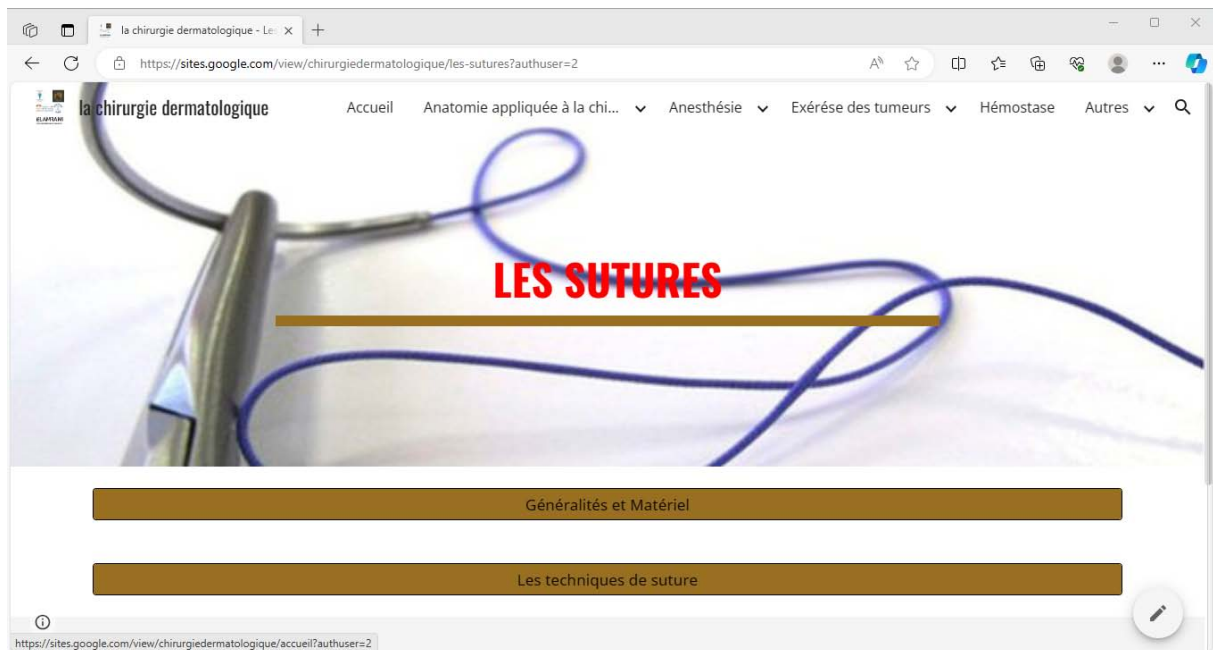 la chirurgie dermatologique - Le
https://sites.google.com/view/chirurgiedermatologique/les-sutures?authuser=2
la chirurgie dermatologique
Accueil
Anatomie appliquée à la chi...
Anesthésie
Exérése des tumeurs
Hémostase
Autres
ELAMRANI
LES SUTURES
Généralités et Matériel
Les techniques de suture
https://sites.google.com/view/chirurgiedermatologique/accueil?authuser=2